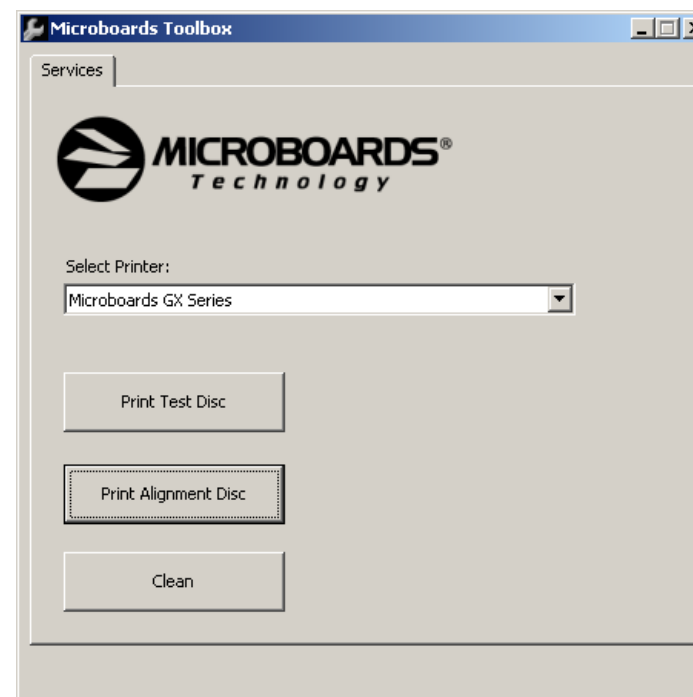 Microboards Toolbox
Services
MICROBOARDS®
Technology
Select Printer:
Microboards GX Series
Print Test Disc
Print Alignment Disc
Clean